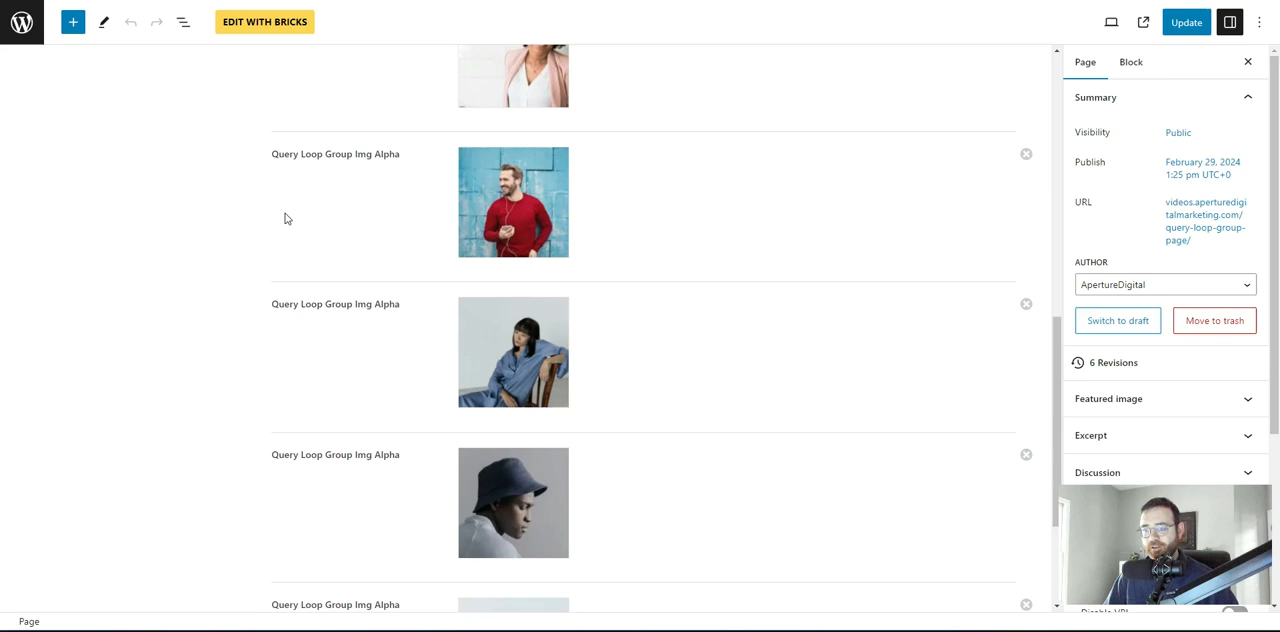 EDIT WITH BRICKS
Update
Page
Block
Summary
Visibility
Public
Publish
February 29, 2024
1:25 pm UTC+0
URL
videos.aperturedigi
talmarketing.com/
query-loop-group-
page/
AUTHOR
ApertureDigital
Switch to draft
Move to trash
6 Revisions
Featured image
Excerpt
Discussion
Query Loop Group Img Alpha
Query Loop Group Img Alpha
Query Loop Group Img Alpha
Query Loop Group Img Alpha
Page